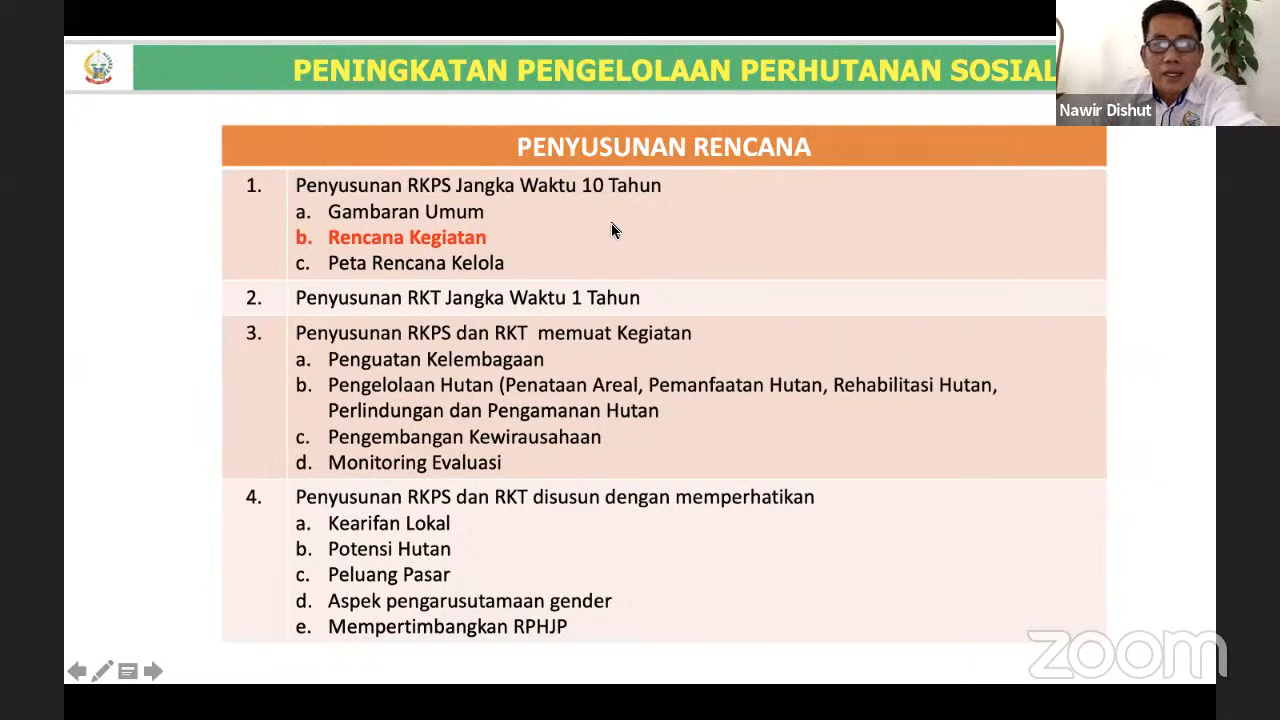 PENINGKATAN PENGELOLAAN PERHUTANAN SOSIAL
Nawir Dishut
PENYUSUNAN RENCANA
1. Penyusunan RKPS Jangka Waktu 10 Tahun
a. Gambaran Umum
b. Rencana Kegiatan
c. Peta Rencana Kelola
2. Penyusunan RKT Jangka Waktu 1 Tahun
3. Penyusunan RKPS dan RKT memuat Kegiatan
a. Penguatan Kelembagaan
b. Pengelolaan Hutan (Penataan Areal, Pemanfaatan Hutan, Rehabilitasi Hutan,
Perlindungan dan Pengamanan Hutan
c. Pengembangan Kewirausahaan
d. Monitoring Evaluasi
4. Penyusunan RKPS dan RKT disusun dengan memperhatikan
a. Kearifan Lokal
b. Potensi Hutan
c. Peluang Pasar
d. Aspek pengarusutamaan gender
e. Mempertimbangkan RPHJP
zoom